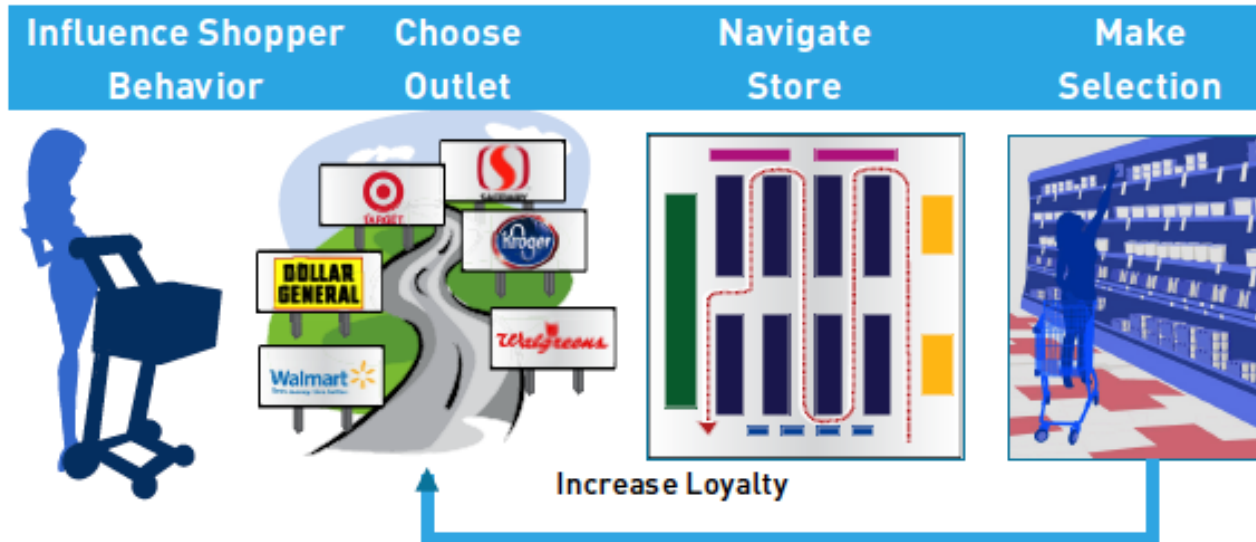 Influence Shopper
Behavior
Choose
Outlet
Navigate
Store
Make
Selection
SAFEWAY
TARGET
Kroger
DOLLAR
GENERAL
Walgreens
Walmart
Increase Loyalty